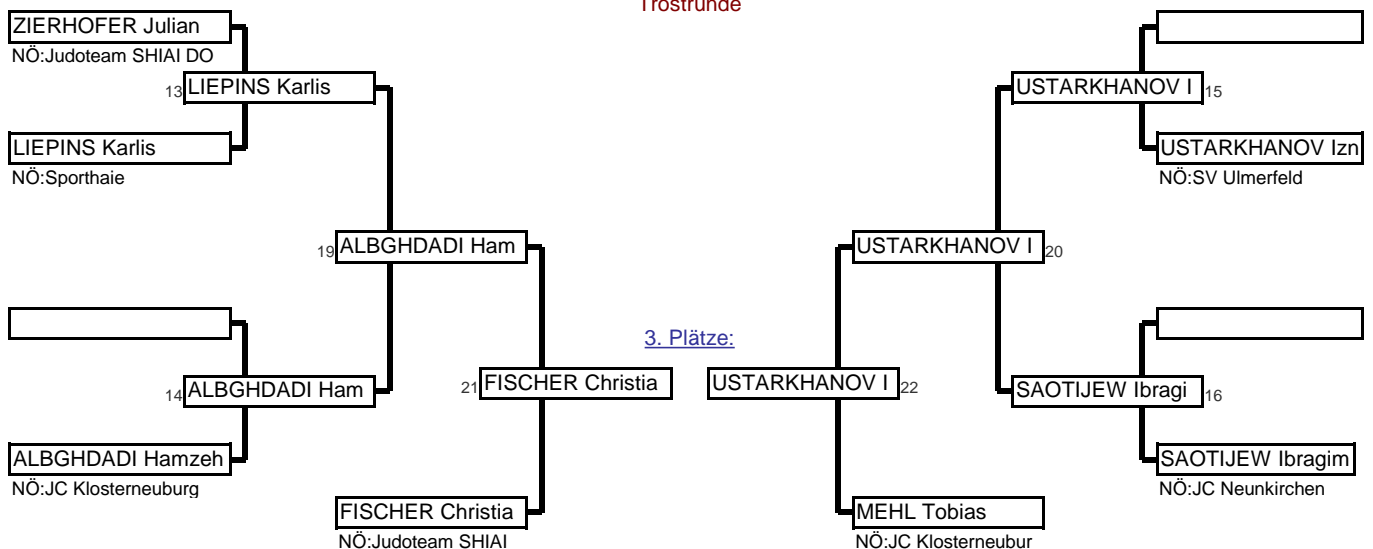 Trostrunde
ZIERHOFER Julian
NÖ:Judoteam SHIAI DO
13 LIEPINS Karlis
USTARKHANOV I 15
LIEPINS Karlis
USTARKHANOV Izn
NÖ:Sporthaie
NÖ:SV Ulmerfeld
19 ALBGHDADI Ham
USTARKHANOV I 20
3. Plätze:
14 ALBGHDADI Ham
21 FISCHER Christia
USTARKHANOV I 22
SAOTIJEW Ibragi 16
ALBGHDADI Hamzeh
SAOTIJEW Ibragim
NÖ:JC Klosterneuburg
NÖ:JC Neunkirchen
FISCHER Christia
MEHL Tobias
NÖ:Judoteam SHIAI
NÖ:JC Klosterneubur